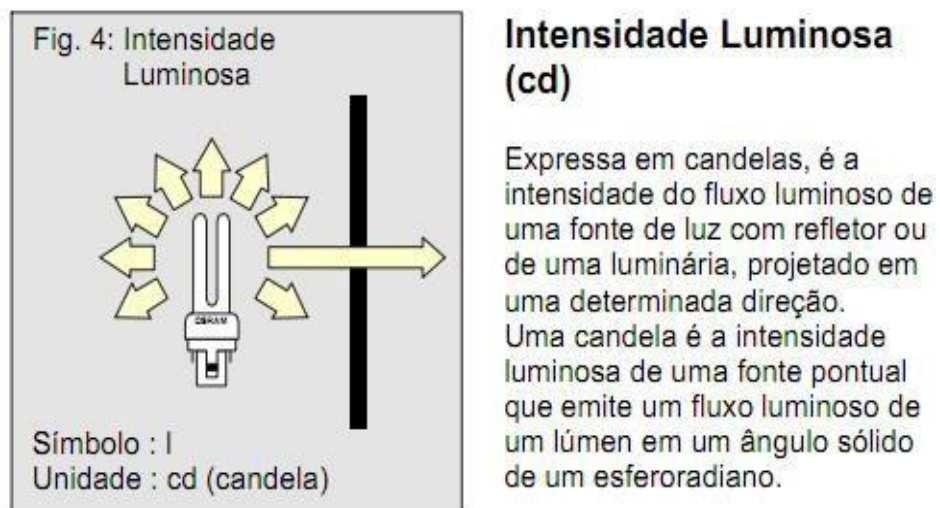 Fig. 4: Intensidade
Luminosa
OSRAM
Símbolo : I
Unidade : cd (candela)
Intensidade Luminosa
(cd)
Expressa em candelas, é a
intensidade do fluxo luminoso de
uma fonte de luz com refletor ou
de uma luminária, projetado em
uma determinada direção.
Uma candela é a intensidade
luminosa de uma fonte pontual
que emite um fluxo luminoso de
um lúmen em um ângulo sólido
de um esferoradiano.